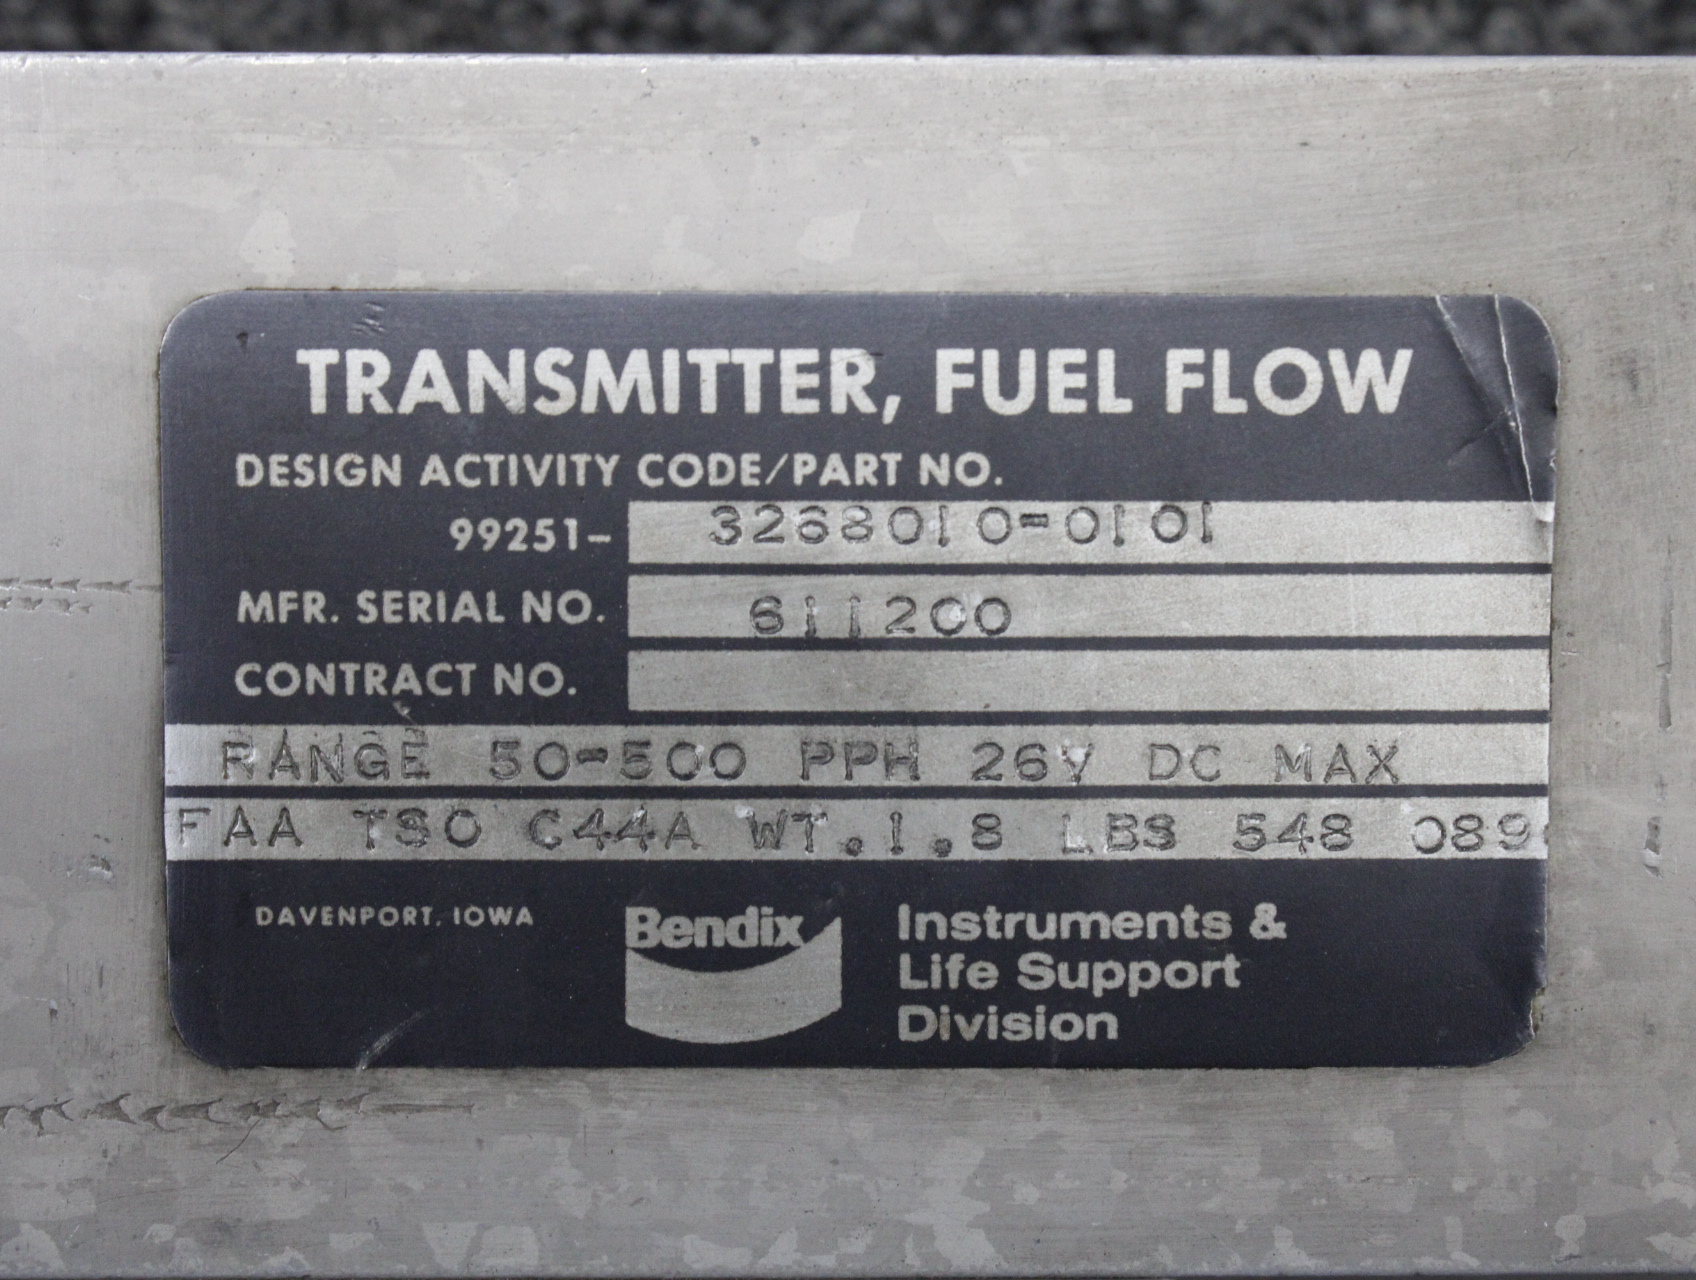 TRANSMITTER, FUEL FLOW
DESIGN ACTIVITY CODE/PART NO.
99251- 3268010-0101
MFR. SERIAL NO. 611200
CONTRACT NO.
RANGE 50-500 PPH 26V DC MAX
FAA TSO C44A WT.1.8 LBS 548 089
DAVENPORT, IOWA
Bendix
Instruments &
Life Support
Division